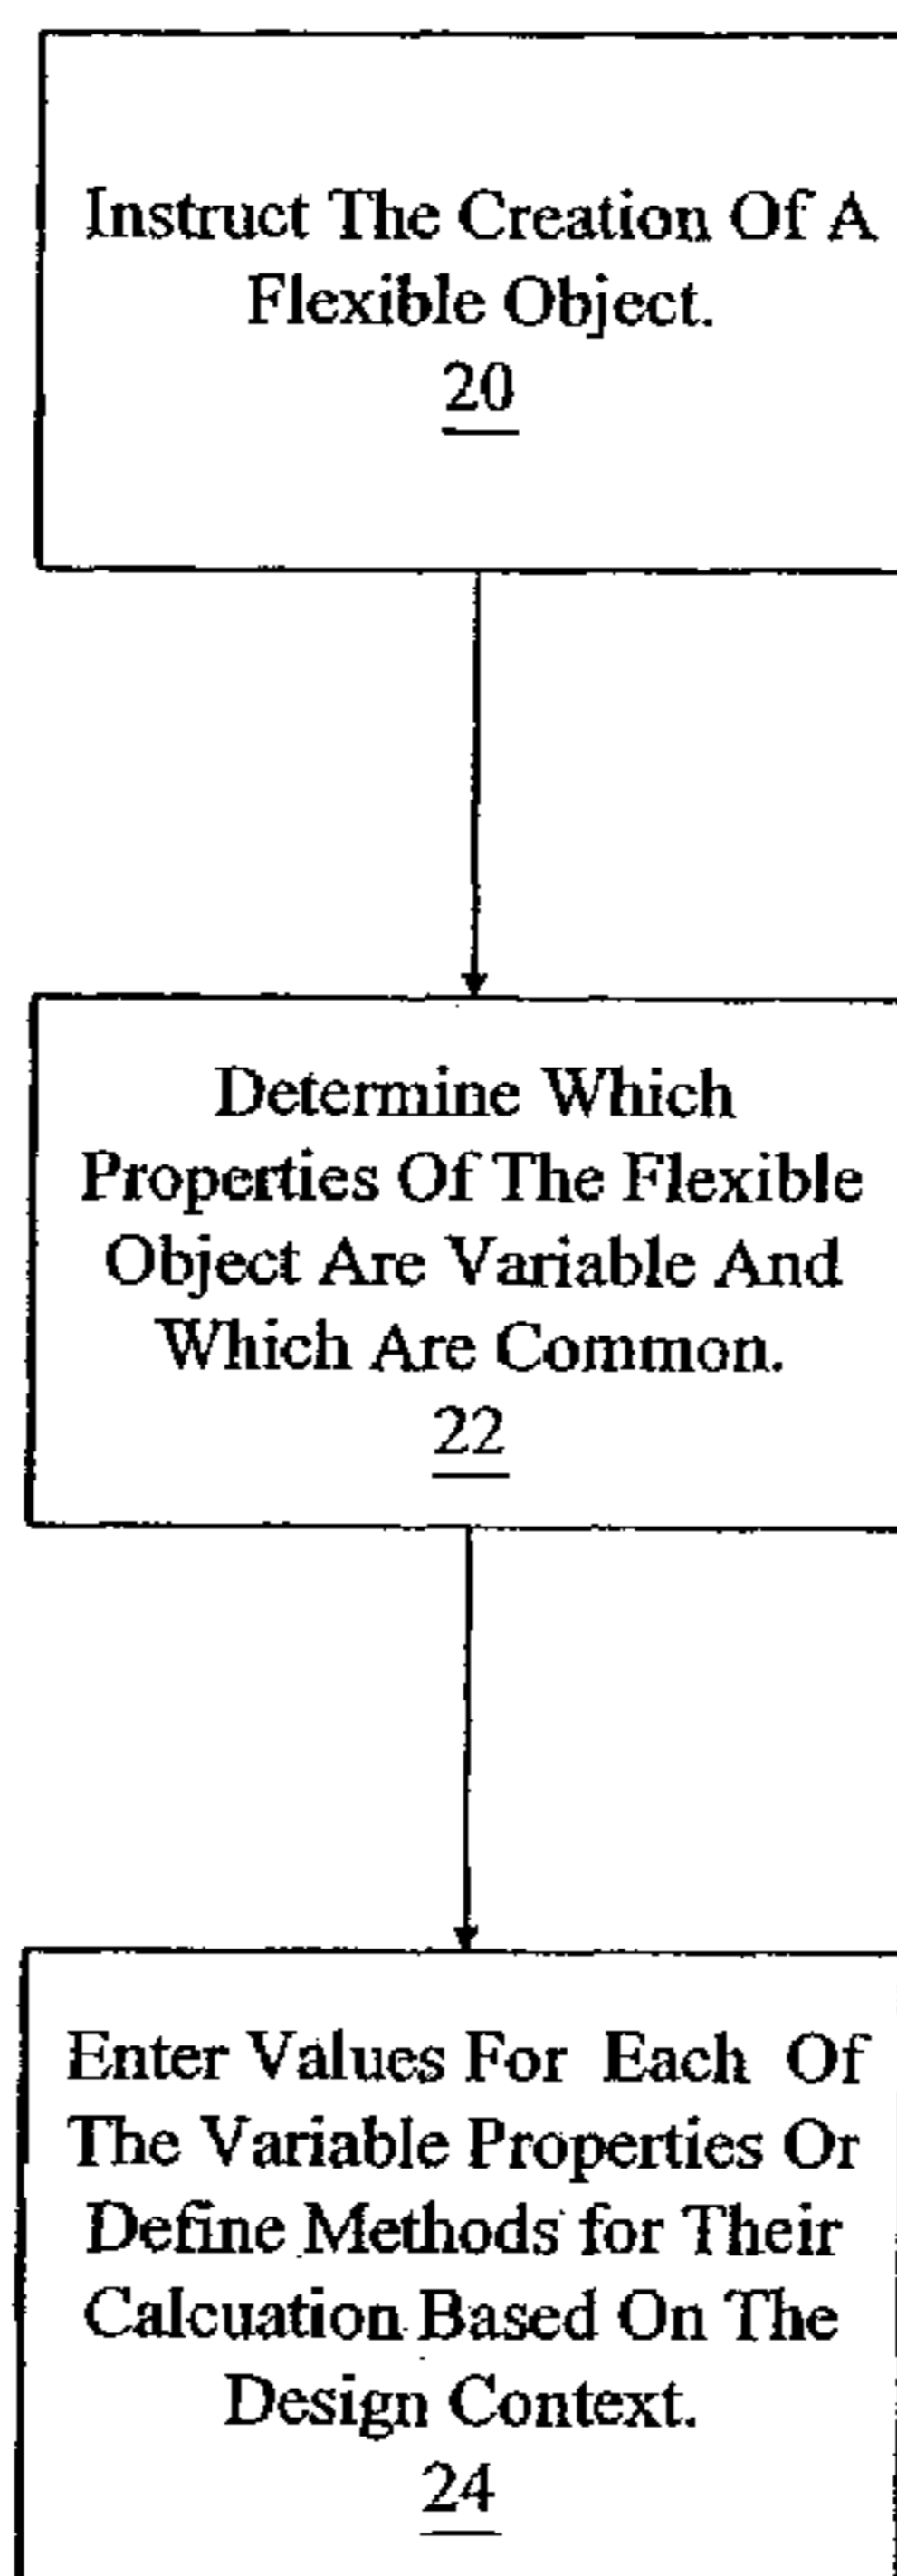 Instruct The Creation Of A
Flexible Object.
20
Determine Which
Properties Of The Flexible
Object Are Variable And
Which Are Common.
22
Enter Values For Each Of
The Variable Properties Or
Define Methods for Their
Calcuation Based On The
Design Context.
24